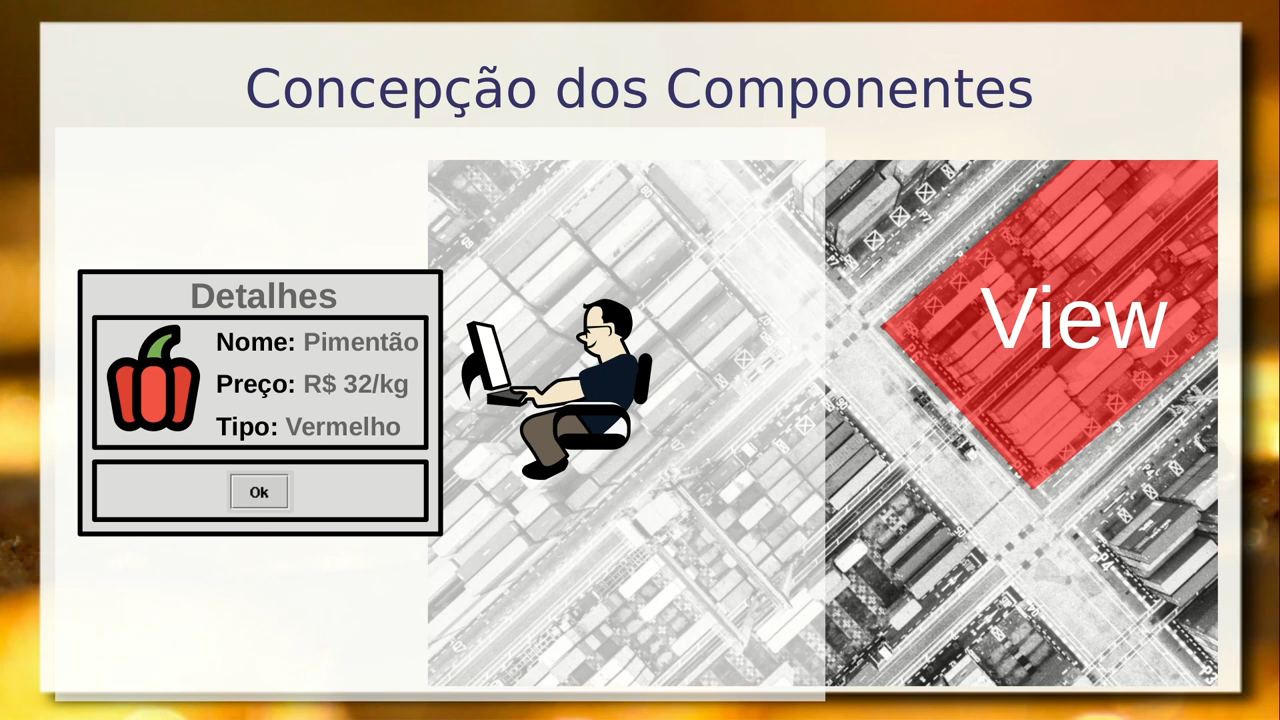 Concepção dos Componentes
Detalhes
Nome: Pimentão
Preço: R$ 32/kg
Tipo: Vermelho
Ok
View